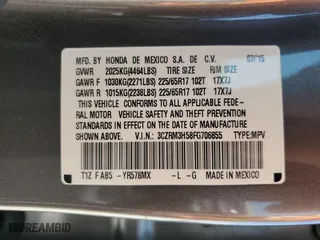 MFD. BY HONDA DE MEXICO S.A. DE C.V. 07/15
GVWR 2025KG(4464LBS) TIRE SIZE RIM SIZE
GAWR F 1030KG(2271LBS) 225/65R17 102T 17X7J
GAWR R 1015KG(2238LBS) 225/65R17 102T 17X7J
THIS VEHICLE CONFORMS TO ALL APPLICABLE FEDE-
RAL MOTOR VEHICLE SAFETY AND THEFT PREVENTION
STANDARDS IN EFFECT ON THE DATE OF MANUFACTURE
SHOWN ABOVE. V.I.N.: 3CZRM3H58FG706855 TYPE:MPV
T1Z F AB5 -YR578MX -L -G MADE IN MEXICO
DREAMBID